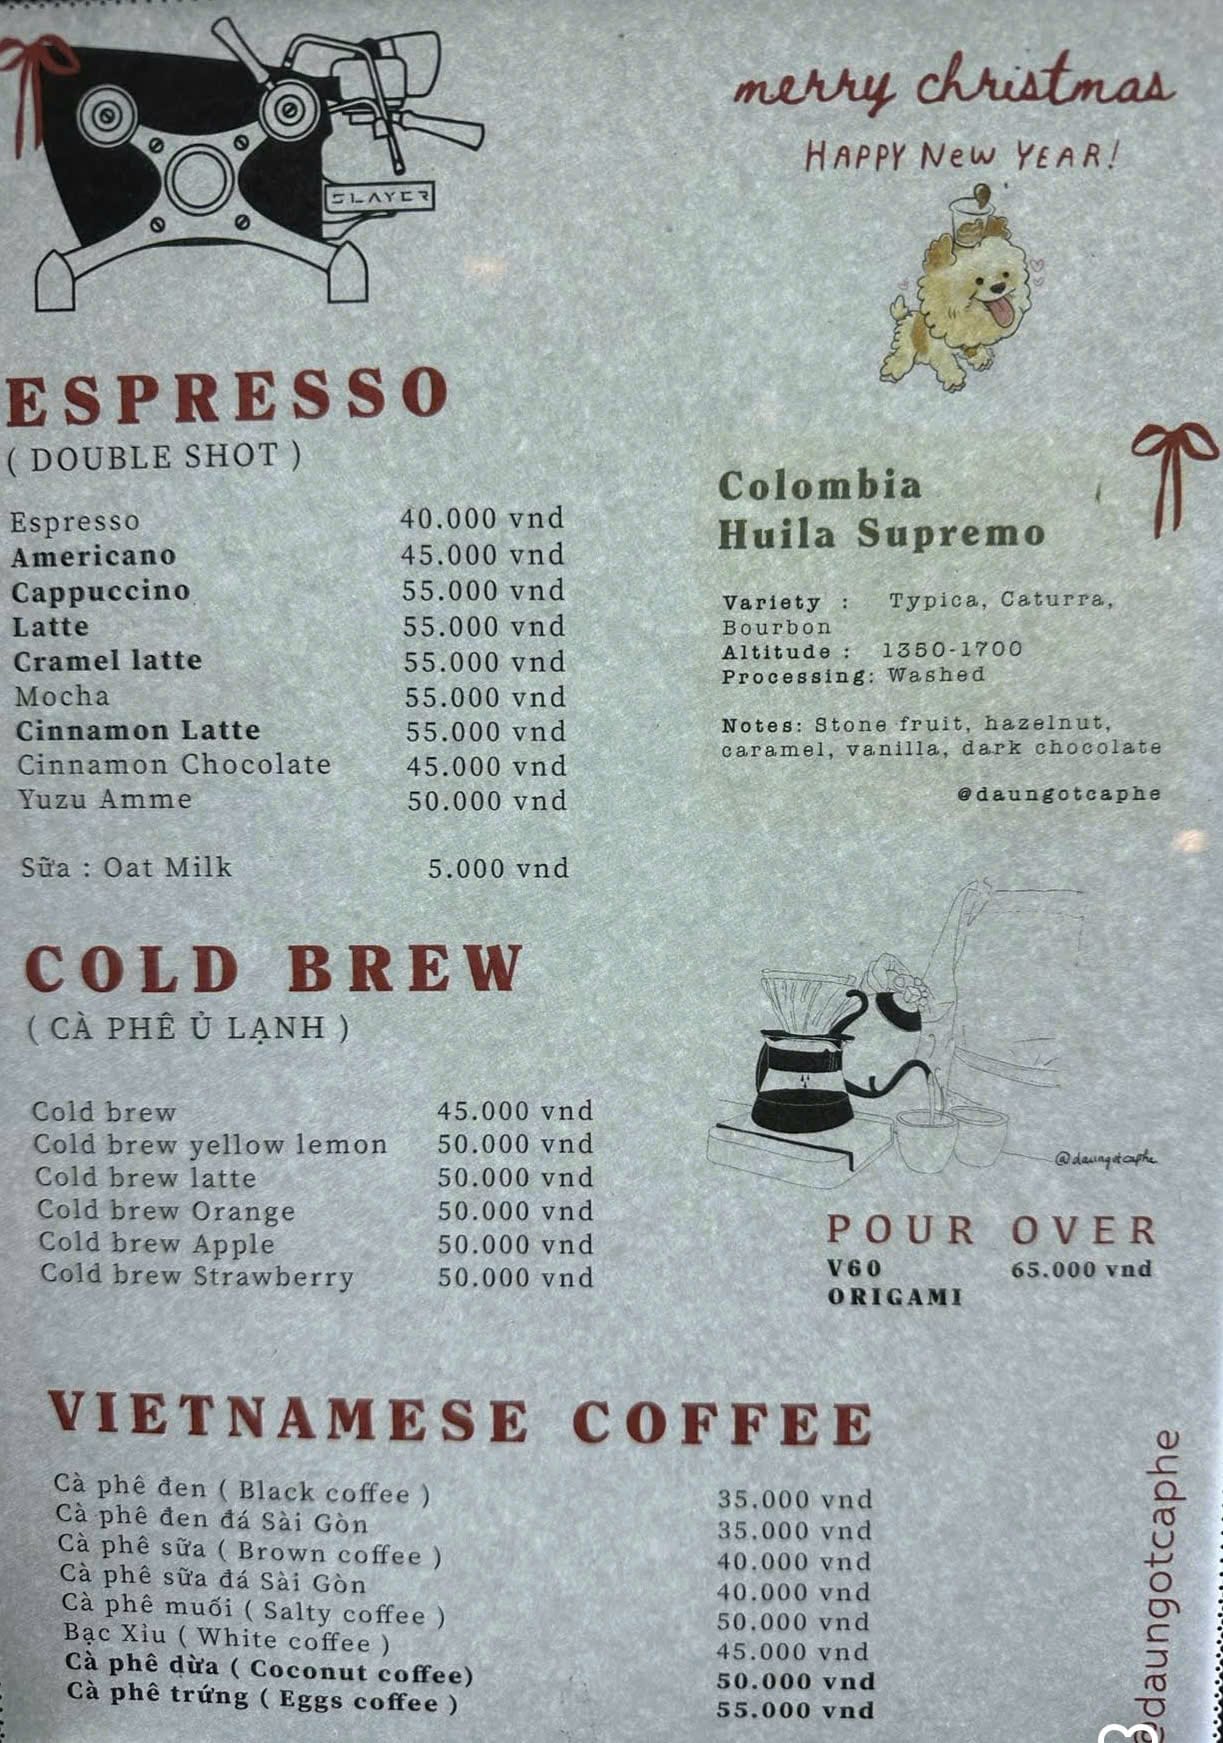 SLAYER
merry christmas
HAPPY NEW YEAR!
ESPRESSO
( DOUBLE SHOT )
Espresso 40.000 vnd
Americano 45.000 vnd
Cappuccino 55.000 vnd
Latte 55.000 vnd
Cramel latte 55.000 vnd
Mocha 55.000 vnd
Cinnamon Latte 55.000 vnd
Cinnamon Chocolate 45.000 vnd
Yuzu Amme 50.000 vnd
Sữa : Oat Milk 5.000 vnd
Colombia
Huila Supremo
Variety : Typica, Caturra,
Bourbon
Altitude : 1350-1700
Processing: Washed
Notes: Stone fruit, hazelnut,
caramel, vanilla, dark chocolate
@daungotcaphe
COLD BREW
( CÀ PHÊ Ủ LẠNH )
Cold brew 45.000 vnd
Cold brew yellow lemon 50.000 vnd
Cold brew latte 50.000 vnd
Cold brew Orange 50.000 vnd
Cold brew Apple 50.000 vnd
Cold brew Strawberry 50.000 vnd
@daungotcaphe
POUR OVER
V60 65.000 vnd
ORIGAMI
VIETNAMESE COFFEE
Cà phê đen ( Black coffee ) 35.000 vnd
Cà phê đen đá Sài Gòn 35.000 vnd
Cà phê sữa ( Brown coffee ) 40.000 vnd
Cà phê sữa đá Sài Gòn 40.000 vnd
Cà phê muối ( Salty coffee ) 50.000 vnd
Bạc Xỉu ( White coffee ) 45.000 vnd
Cà phê dừa ( Coconut coffee) 50.000 vnd
Cà phê trứng ( Eggs coffee ) 55.000 vnd
@daungotcaphe